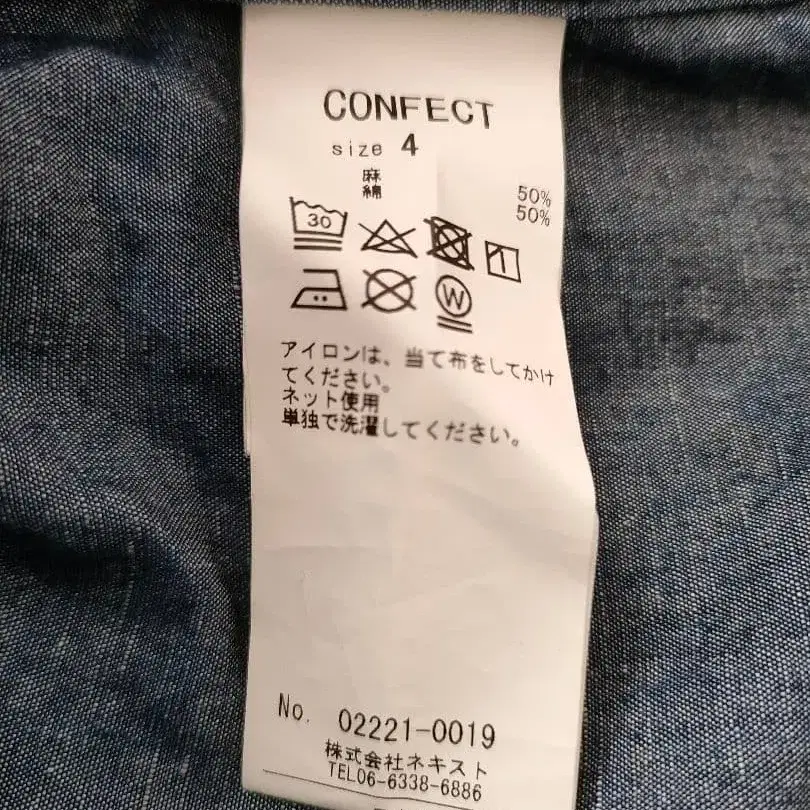 CONFECT
size 4
麻 50%
綿 50%
30
W
アイロンは、当て布をしてかけ
てください。
ネット使用
単独で洗濯してください。
No. 02221-0019
株式会社ネキスト
TEL06-6338-6886